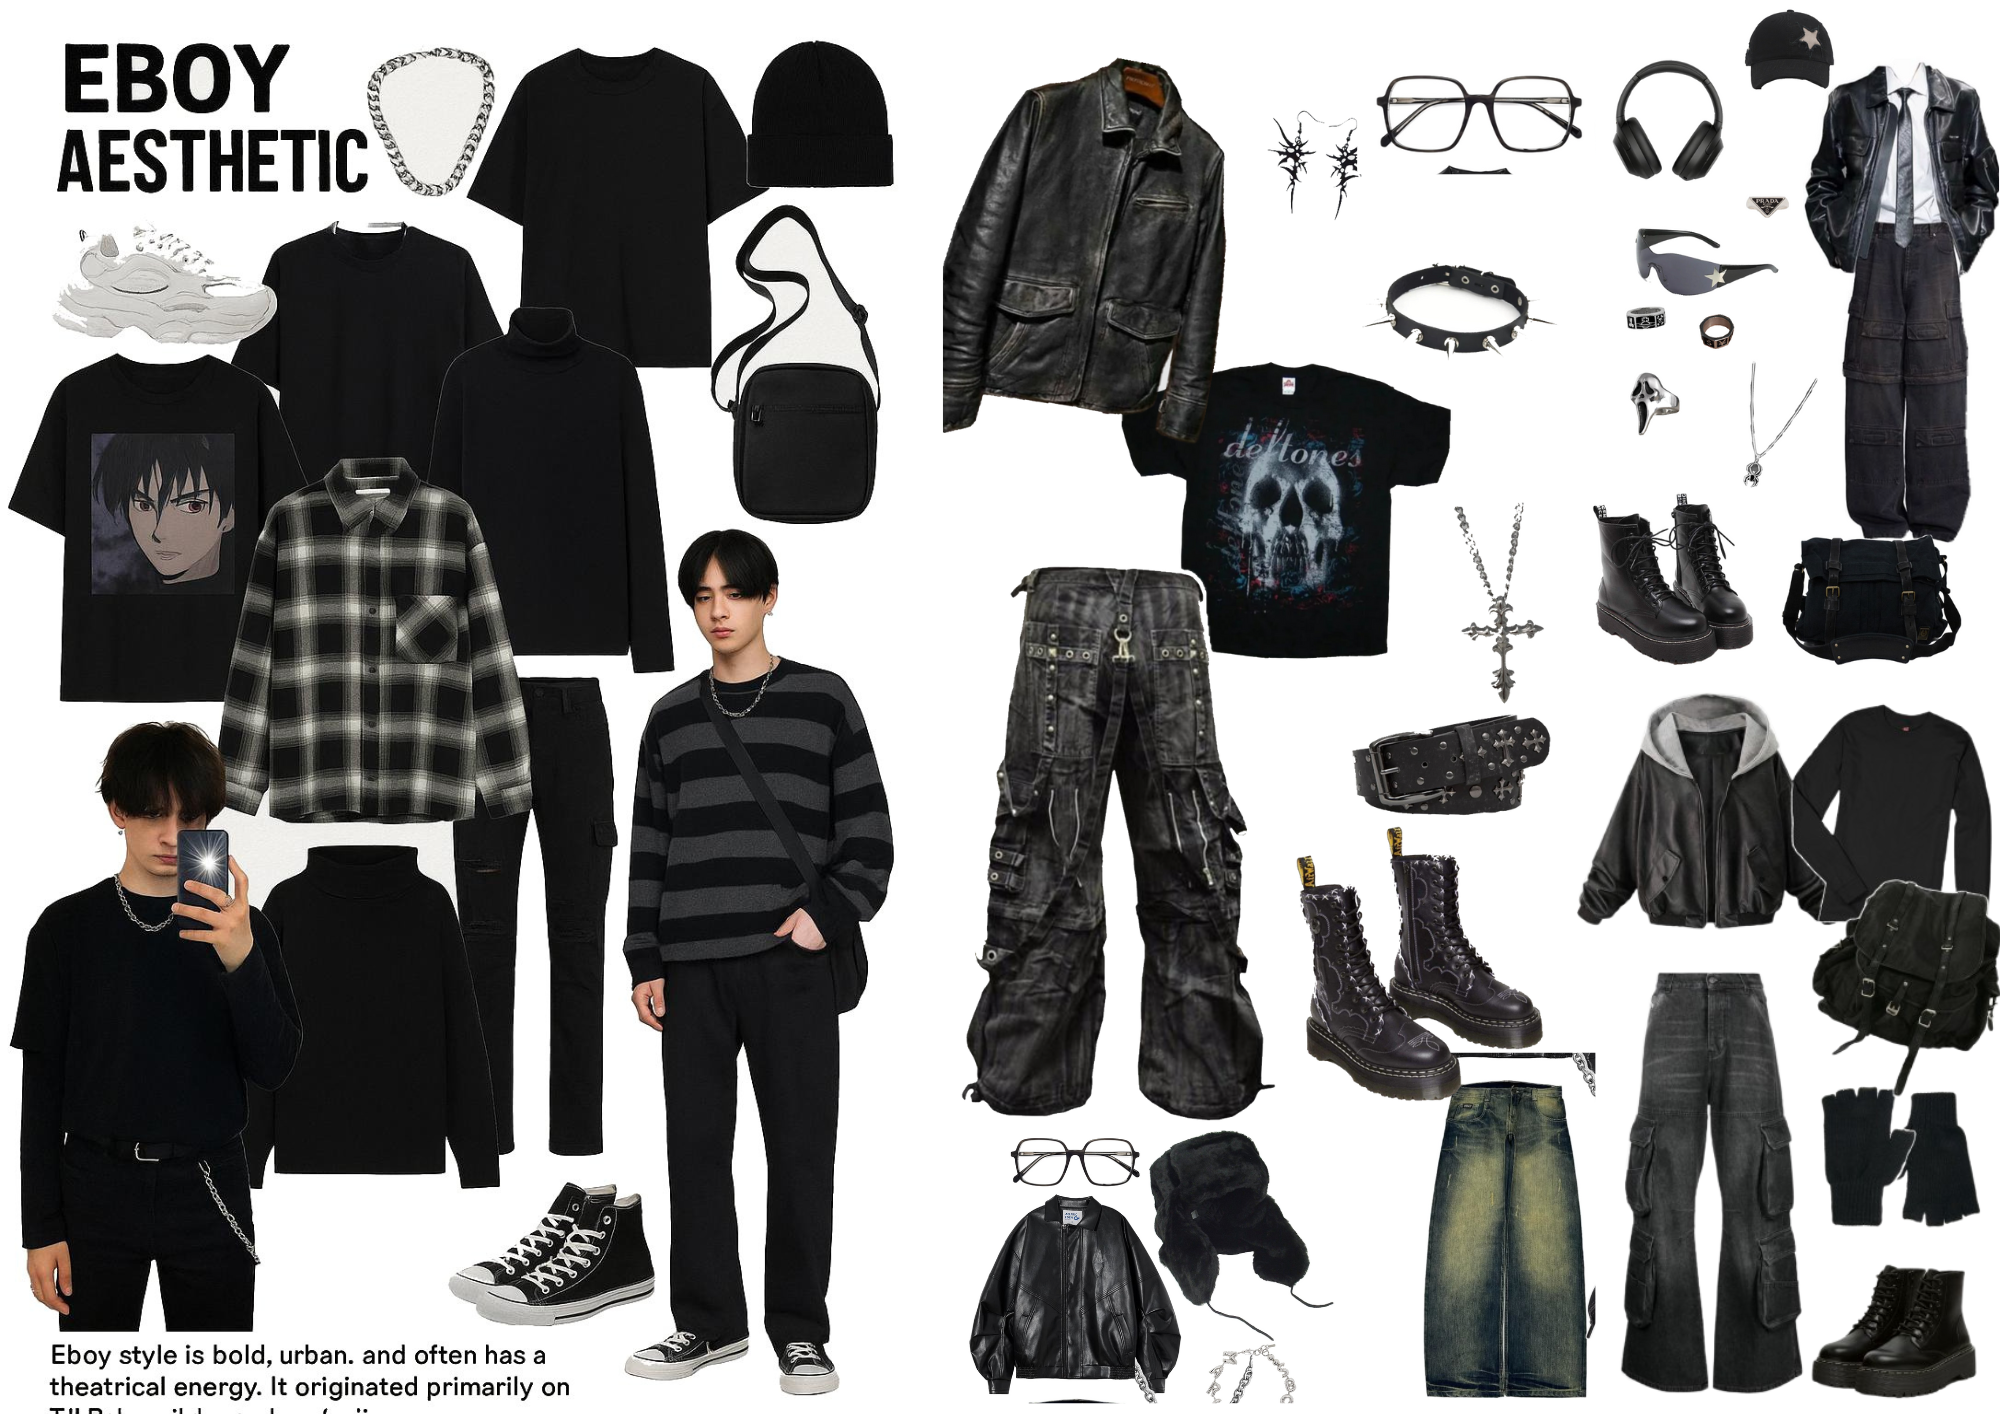 EBOY
AESTHETIC
Eboy style is bold, urban. and often has a
theatrical energy. It originated primarily on
deftones
PRADA